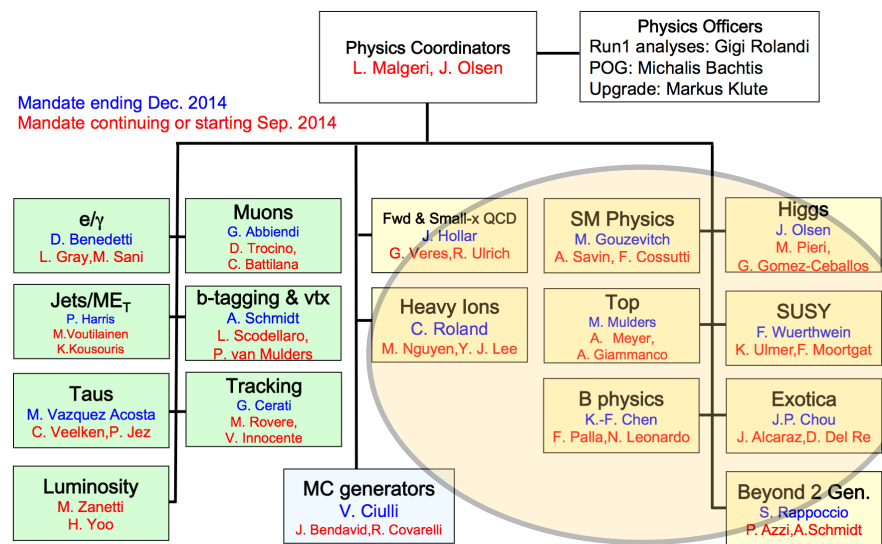 Physics Coordinators
L. Malgeri, J. Olsen
Physics Officers
Run1 analyses: Gigi Rolandi
POG: Michalis Bachtis
Upgrade: Markus Klute
Mandate ending Dec. 2014
Mandate continuing or starting Sep. 2014
e/γ
D. Benedetti
L. Gray,M. Sani
Muons
G. Abbiendi
D. Trocino,
C. Battilana
Fwd & Small-x QCD
J. Hollar
G. Veres,R. Ulrich
SM Physics
M. Gouzevitch
A. Savin, F. Cossutti
Higgs
J. Olsen
M. Pieri,
G. Gomez-Ceballos
Jets/MET
P. Harris
M.Voutilainen
K.Kousouris
b-tagging & vtx
A. Schmidt
L. Scodellaro,
P. van Mulders
Heavy Ions
C. Roland
M. Nguyen,Y. J. Lee
Top
M. Mulders
A. Meyer,
A. Giammanco
SUSY
F. Wuerthwein
K. Ulmer,F. Moortgat
Taus
M. Vazquez Acosta
C. Veelken,P. Jez
Tracking
G. Cerati
M. Rovere,
V. Innocente
B physics
K.-F. Chen
F. Palla,N. Leonardo
Exotica
J.P. Chou
J. Alcaraz,D. Del Re
Luminosity
M. Zanetti
H. Yoo
MC generators
V. Ciulli
J. Bendavid,R. Covarelli
Beyond 2 Gen.
S. Rappoccio
P. Azzi,A.Schmidt